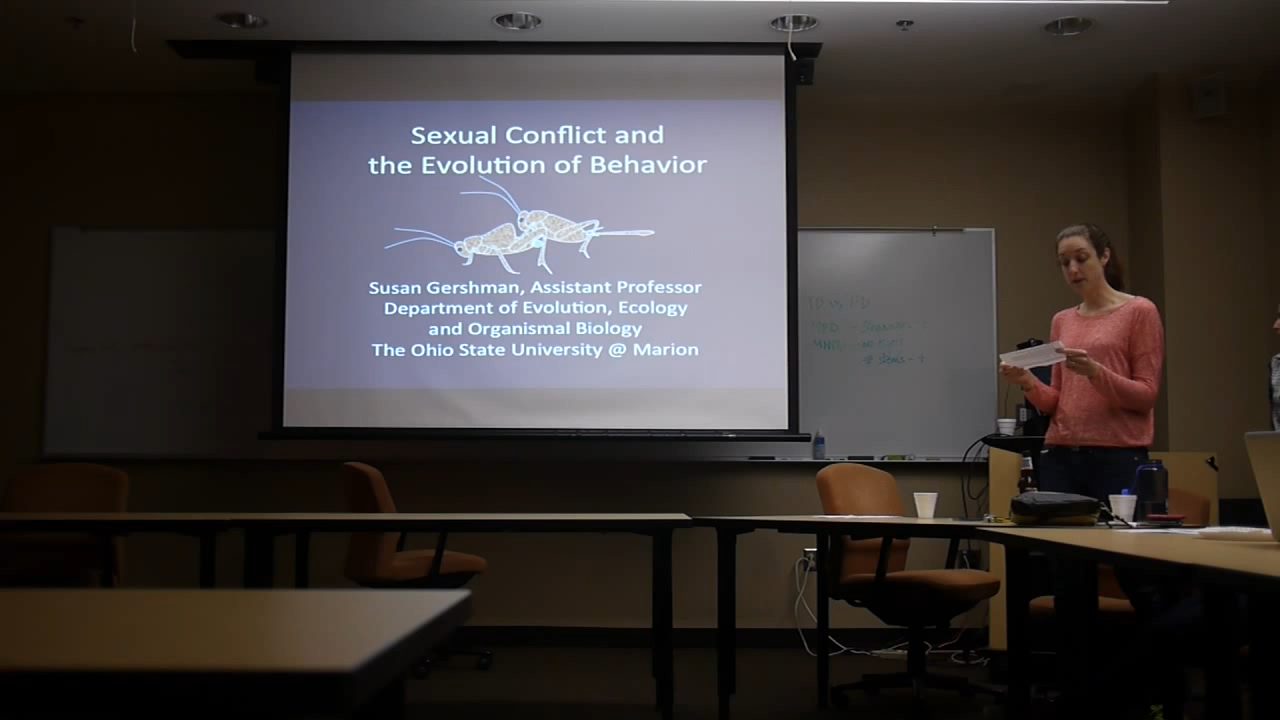 Sexual Conflict and
the Evolution of Behavior
Susan Gershman, Assistant Professor
Department of Evolution, Ecology
and Organismal Biology
The Ohio State University @ Marion